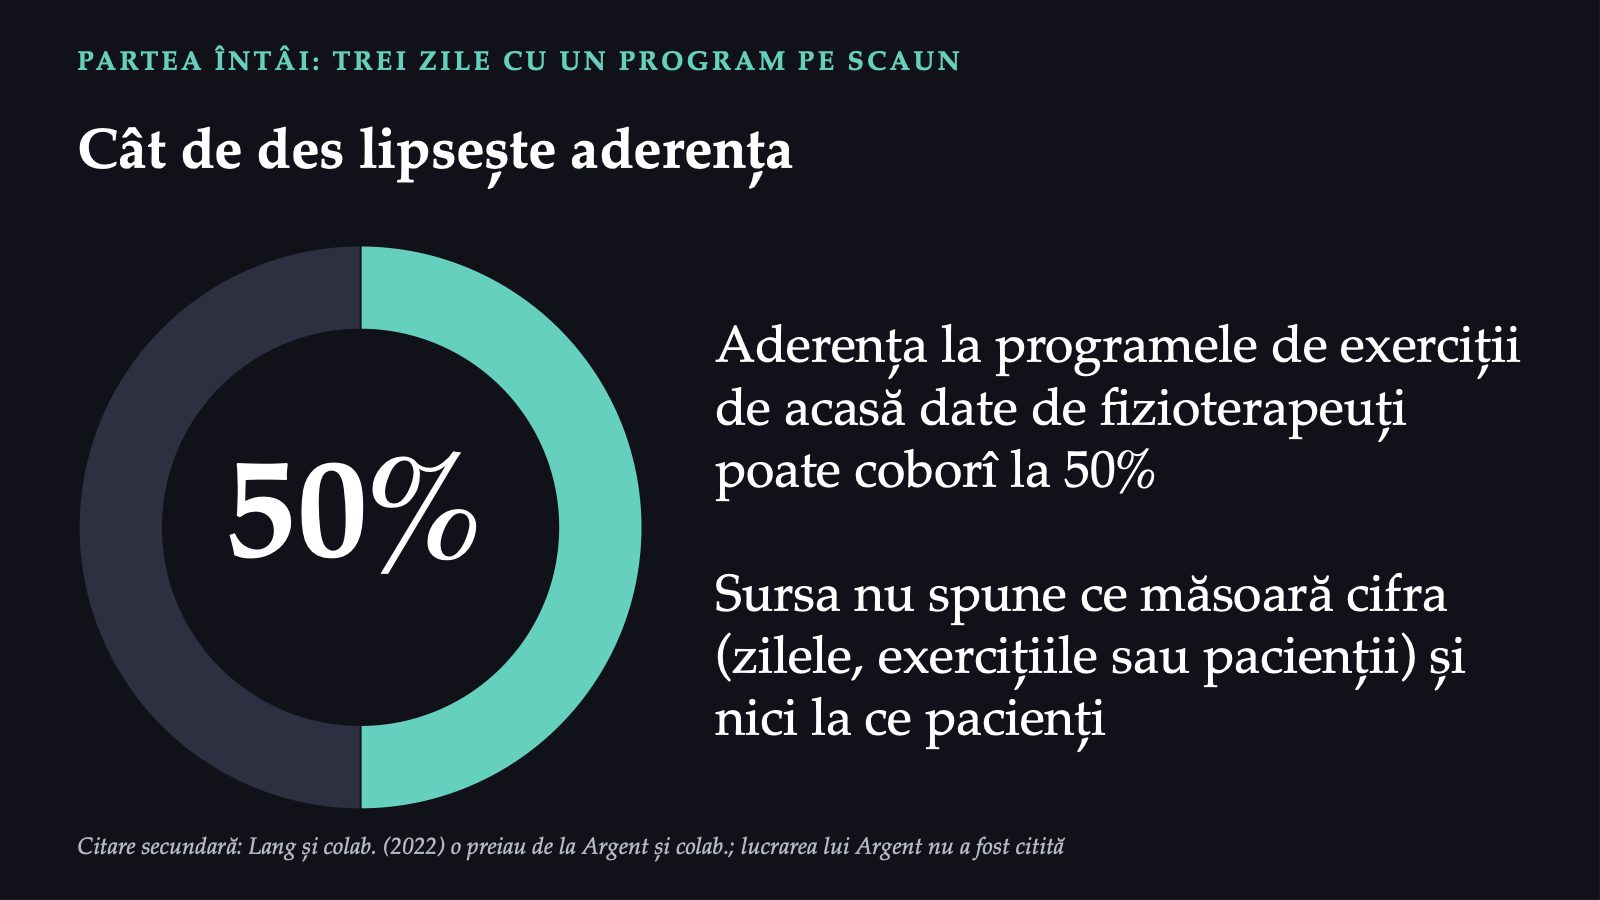 PARTEA ÎNTÂI: TREI ZILE CU UN PROGRAM PE SCAUN
Cât de des lipsește aderența
50%
Aderența la programele de exerciții
de acasă date de fizioterapeuți
poate coborî la 50%
Sursa nu spune ce măsoară cifra
(zilele, exercițiile sau pacienții) și
nici la ce pacienți
Citare secundară: Lang și colab. (2022) o preiau de la Argent și colab.; lucrarea lui Argent nu a fost citită